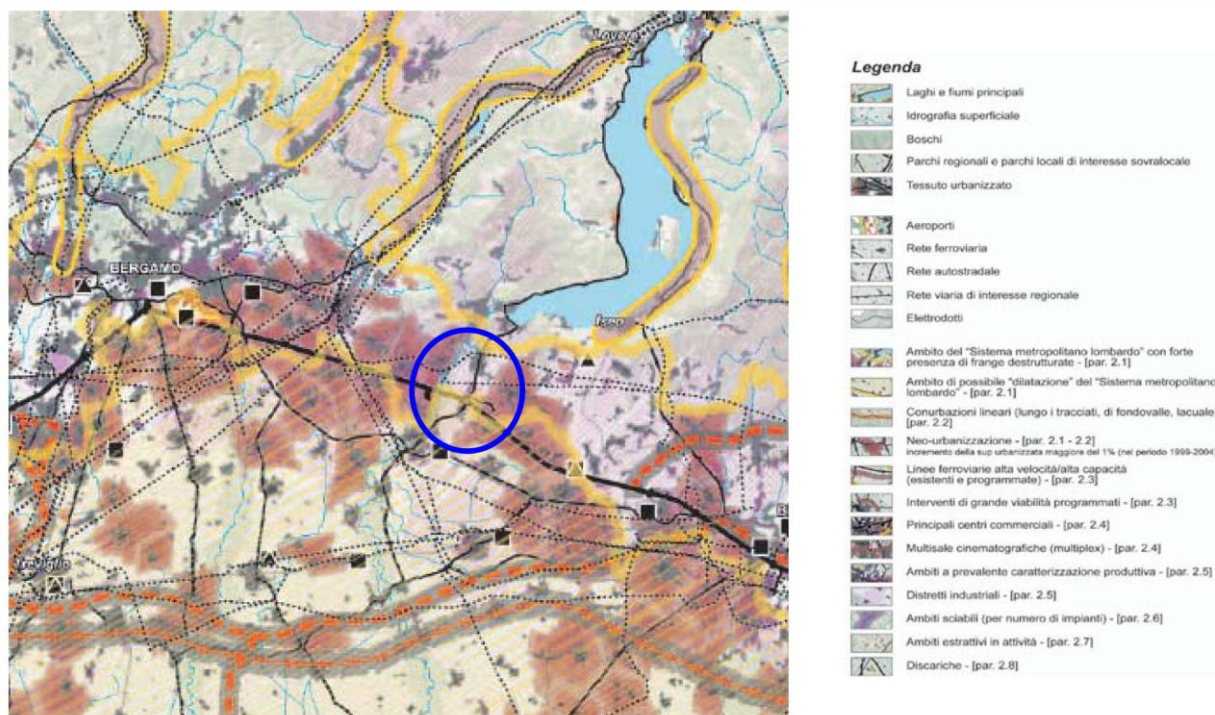 Lovere
BERGAMO
Iseo
Treviglio
Legenda
Laghi e fiumi principali
Idrografia superficiale
Boschi
Parchi regionali e parchi locali di interesse sovralocale
Tessuto urbanizzato
Aeroporti
Rete ferroviaria
Rete autostradale
Rete viaria di interesse regionale
Elettrodotti
Ambito del "Sistema metropolitano lombardo" con forte
presenza di frange destrutturate - [par. 2.1]
Ambito di possibile "dilatazione" del "Sistema metropolitano
lombardo" - [par. 2.1]
Conurbazioni lineari (lungo i tracciati, di fondovalle, lacuale
[par. 2.2]
Neo-urbanizzazione - [par. 2.1 - 2.2]
incremento della sup urbanizzata maggiore del 1% (nel periodo 1999-2004)
Linee ferroviarie alta velocità/alta capacità
(esistenti e programmate) - [par. 2.3]
Interventi di grande viabilità programmati - [par. 2.3]
Principali centri commerciali - [par. 2.4]
Multisale cinematografiche (multiplex) - [par. 2.4]
Ambiti a prevalente caratterizzazione produttiva - [par. 2.5]
Distretti industriali - [par. 2.5]
Ambiti sciabili (per numero di impianti) - [par. 2.6]
Ambiti estrattivi in attività - [par. 2.7]
Discariche - [par. 2.8]